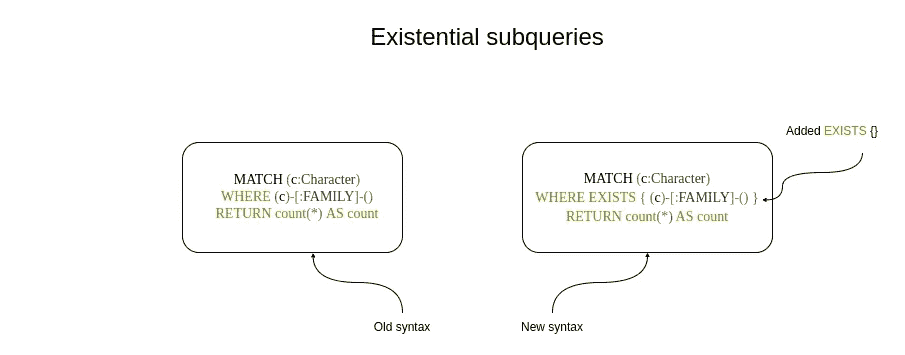 Existential subqueries
Added EXISTS {}
MATCH (c:Character)
WHERE (c)-[:FAMILY]-()
RETURN count(*) AS count
MATCH (c:Character)
WHERE EXISTS { (c)-[:FAMILY]-() }
RETURN count(*) AS count
Old syntax
New syntax